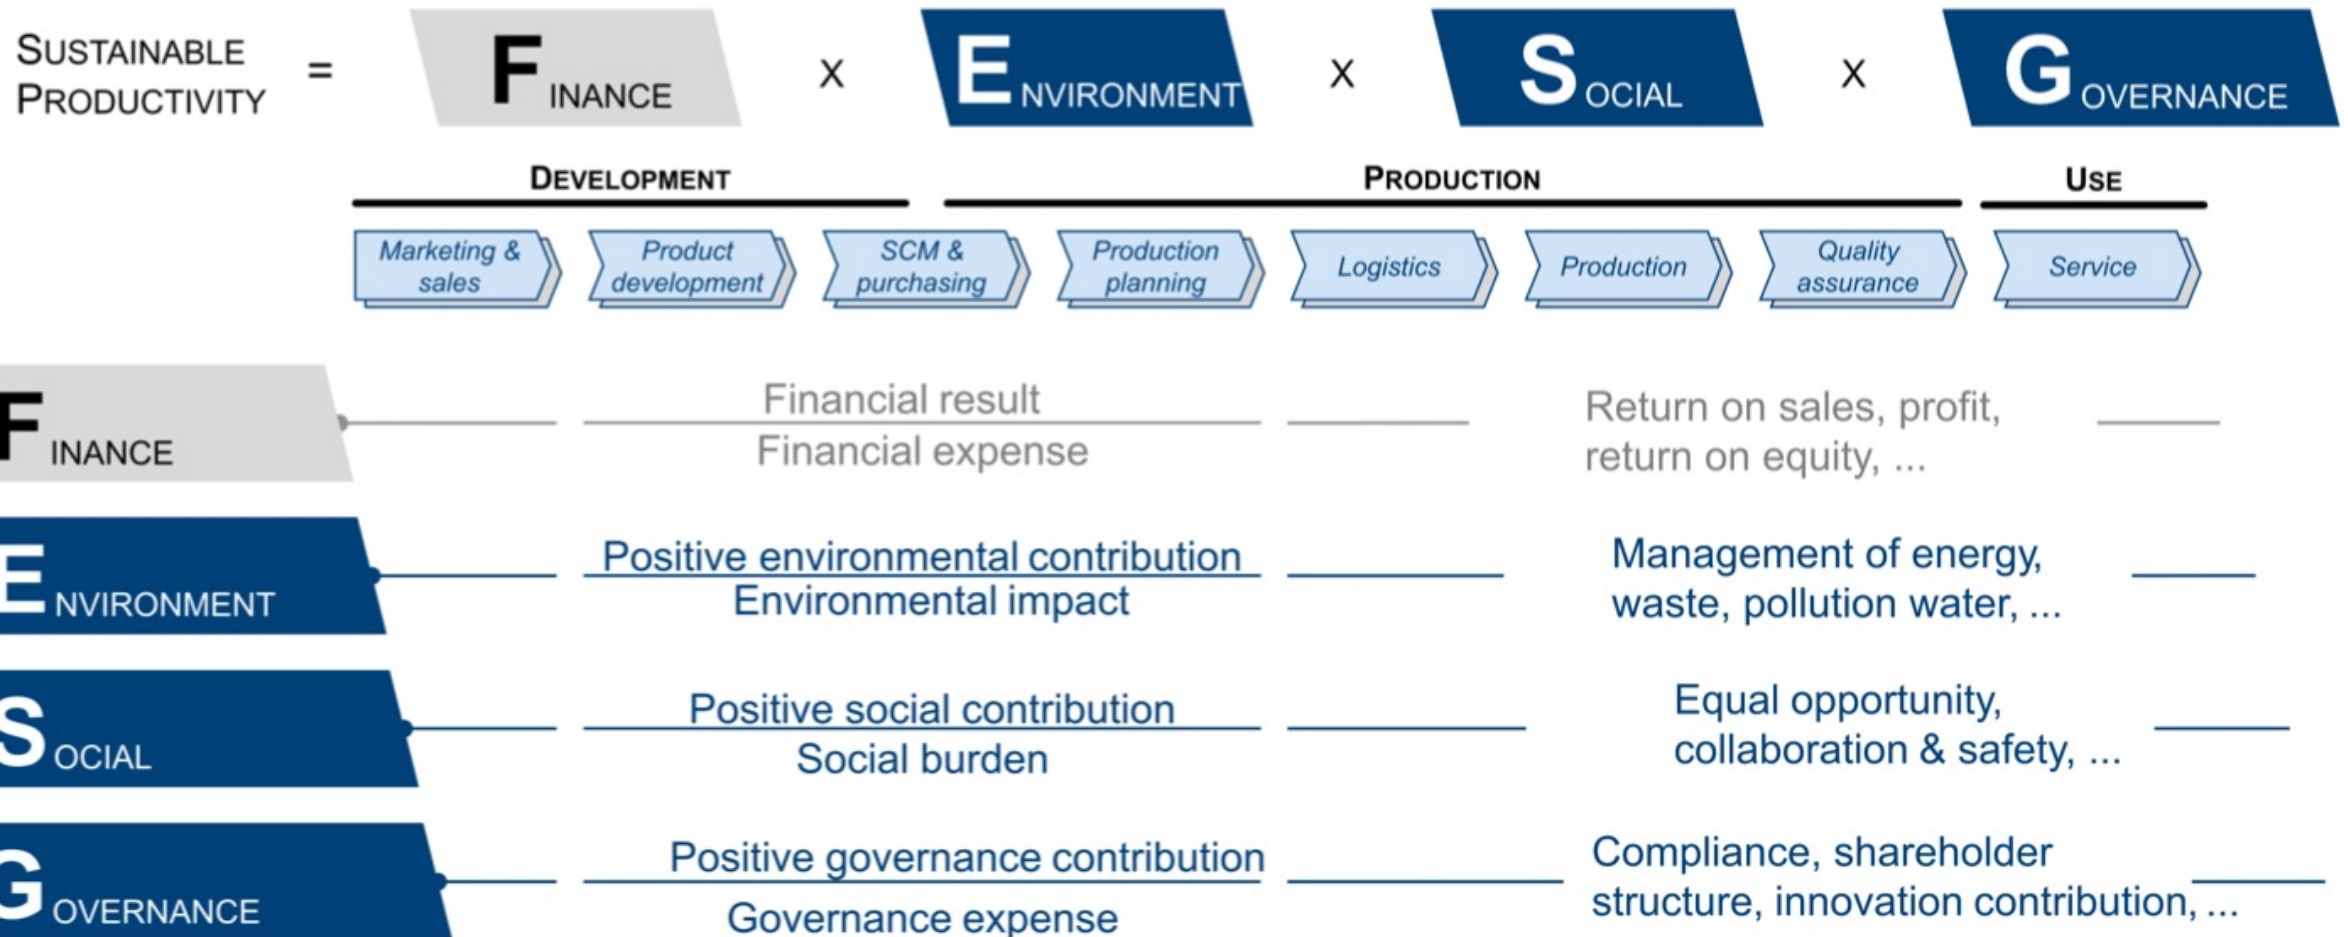 SUSTAINABLE
PRODUCTIVITY
=
FINANCE
X
ENVIRONMENT
X
SOCIAL
X
GOVERNANCE
DEVELOPMENT
PRODUCTION
USE
Marketing &
sales
Product
development
SCM &
purchasing
Production
planning
Logistics
Production
Quality
assurance
Service
FINANCE
Financial result
Financial expense
Return on sales, profit,
return on equity, ...
ENVIRONMENT
Positive environmental contribution
Environmental impact
Management of energy,
waste, pollution water, ...
SOCIAL
Positive social contribution
Social burden
Equal opportunity,
collaboration & safety, ...
GOVERNANCE
Positive governance contribution
Governance expense
Compliance, shareholder
structure, innovation contribution, ...